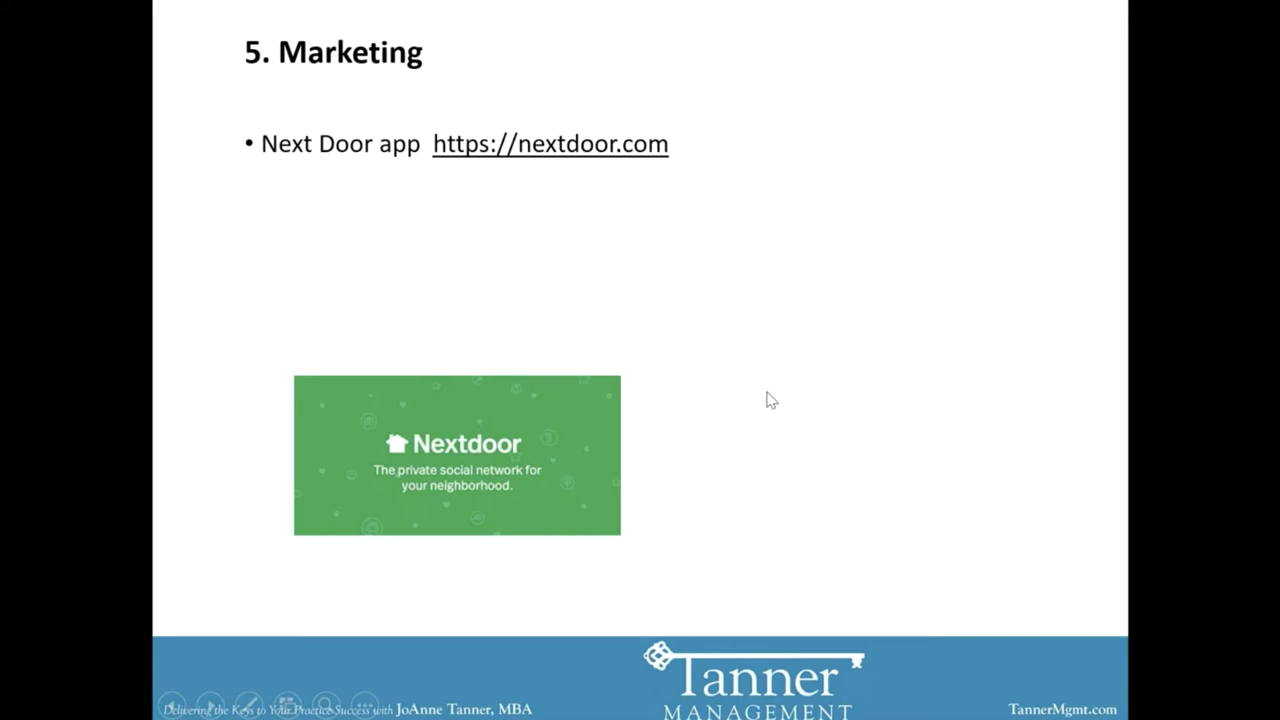 5. Marketing
• Next Door app https://nextdoor.com
Nextdoor
The private social network for
your neighborhood.
Tanner
MANAGEMENT
Delivering the Keys to Your Practice Success with JoAnne Tanner, MBA
TannerMgmt.com